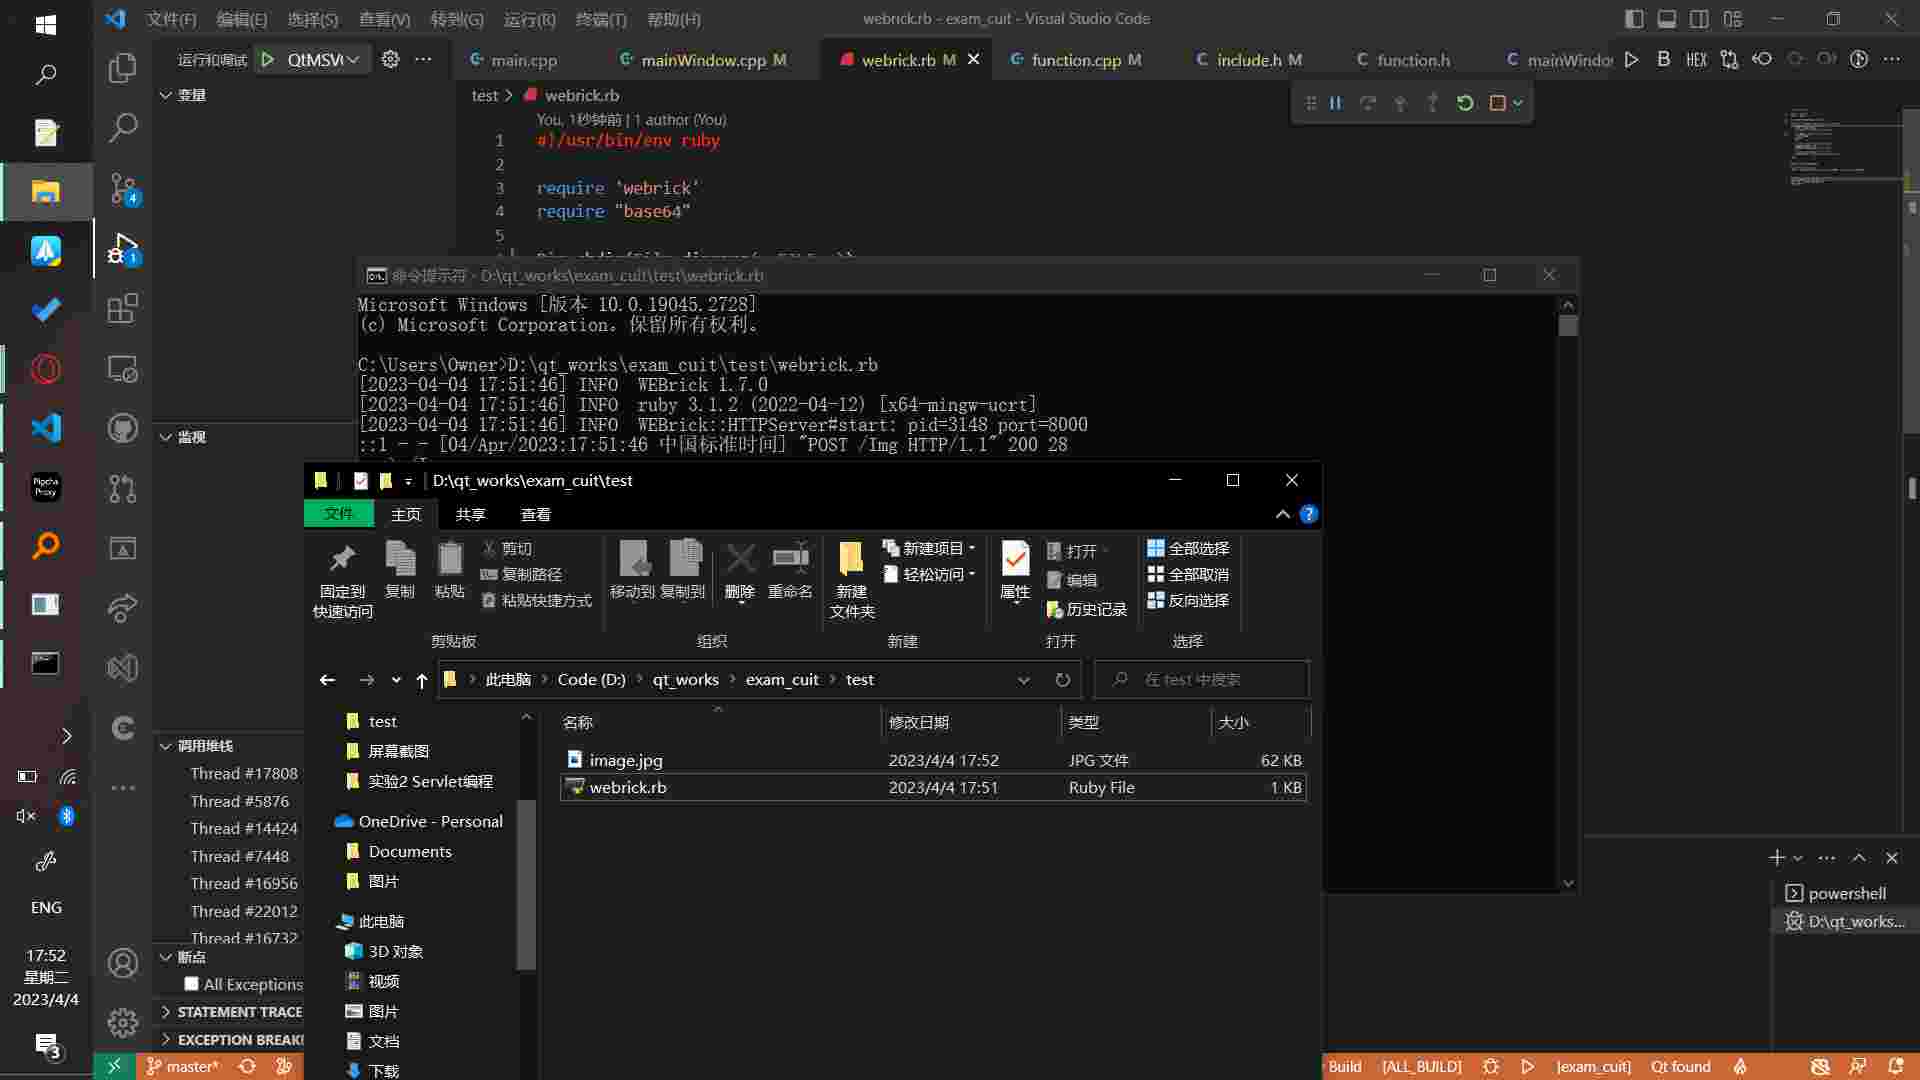 文件(F) 编辑(E) 选择(S) 查看(V) 转到(G) 运行(R) 终端(T) 帮助(H)
webrick.rb - exam_cuit - Visual Studio Code
运行和调试
main.cpp
mainWindow.cpp M
webrick.rb M
function.cpp M
include.h M
function.h
B
HEX
变量
test > webrick.rb
You, 1秒钟前 | 1 author (You)
1 #!/usr/bin/env ruby
2
3 require 'webrick'
4 require "base64"
5
命令提示符 - D:\qt_works\exam_cuit\test\webrick.rb
Microsoft Windows [版本 10.0.19045.2728]
(c) Microsoft Corporation。保留所有权利。
C:\Users\Owner>D:\qt_works\exam_cuit\test\webrick.rb
[2023-04-04 17:51:46] INFO  WEBrick 1.7.0
[2023-04-04 17:51:46] INFO  ruby 3.1.2 (2022-04-12) [x64-mingw-ucrt]
[2023-04-04 17:51:46] INFO  WEBrick::HTTPServer#start: pid=3148 port=8000
::1 - - [04/Apr/2023:17:51:46 中国标准时间] "POST /Img HTTP/1.1" 200 28
监视
D:\qt_works\exam_cuit\test
文件 主页 共享 查看
固定到
快速访问
复制
粘贴
剪切
复制路径
粘贴快捷方式
剪贴板
移动到
复制到
删除
重命名
组织
新建
文件夹
新建项目
轻松访问
新建
属性
打开
编辑
历史记录
打开
全部选择
全部取消
反向选择
选择
此电脑 Code (D:) qt_works exam_cuit test
在 test 中搜索
test
屏幕截图
实验2 Servlet编程
OneDrive - Personal
Documents
图片
此电脑
3D 对象
视频
图片
文档
下载
名称 修改日期 类型 大小
image.jpg 2023/4/4 17:52 JPG 文件 62 KB
webrick.rb 2023/4/4 17:51 Ruby File 1 KB
调用堆栈
Thread #17808
Thread #5876
Thread #14424
Thread #7448
Thread #16956
Thread #22012
Thread #16732
断点
All Exceptions
STATEMENT TRACE
powershell
D:\qt_works...
4
1
Pigcha
Proxy
ENG
17:52
星期二
2023/4/4
3
master*
Build [ALL_BUILD] [exam_cuit] Qt found